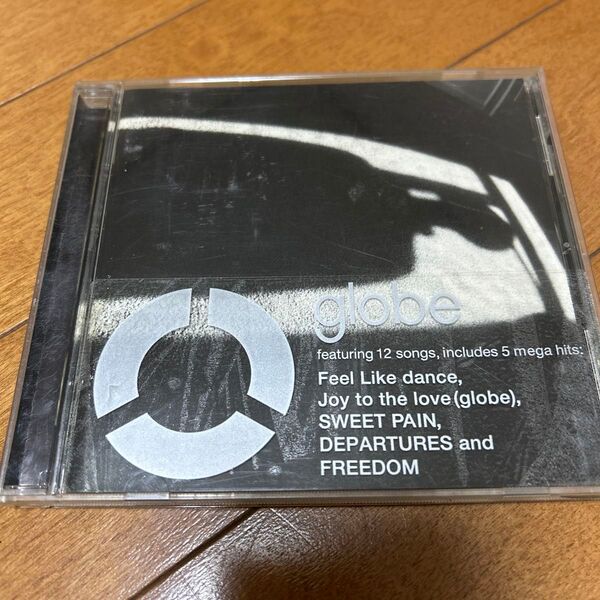 globe
featuring 12 songs, includes 5 mega hits:
Feel Like dance,
Joy to the love (globe),
SWEET PAIN,
DEPARTURES and
FREEDOM